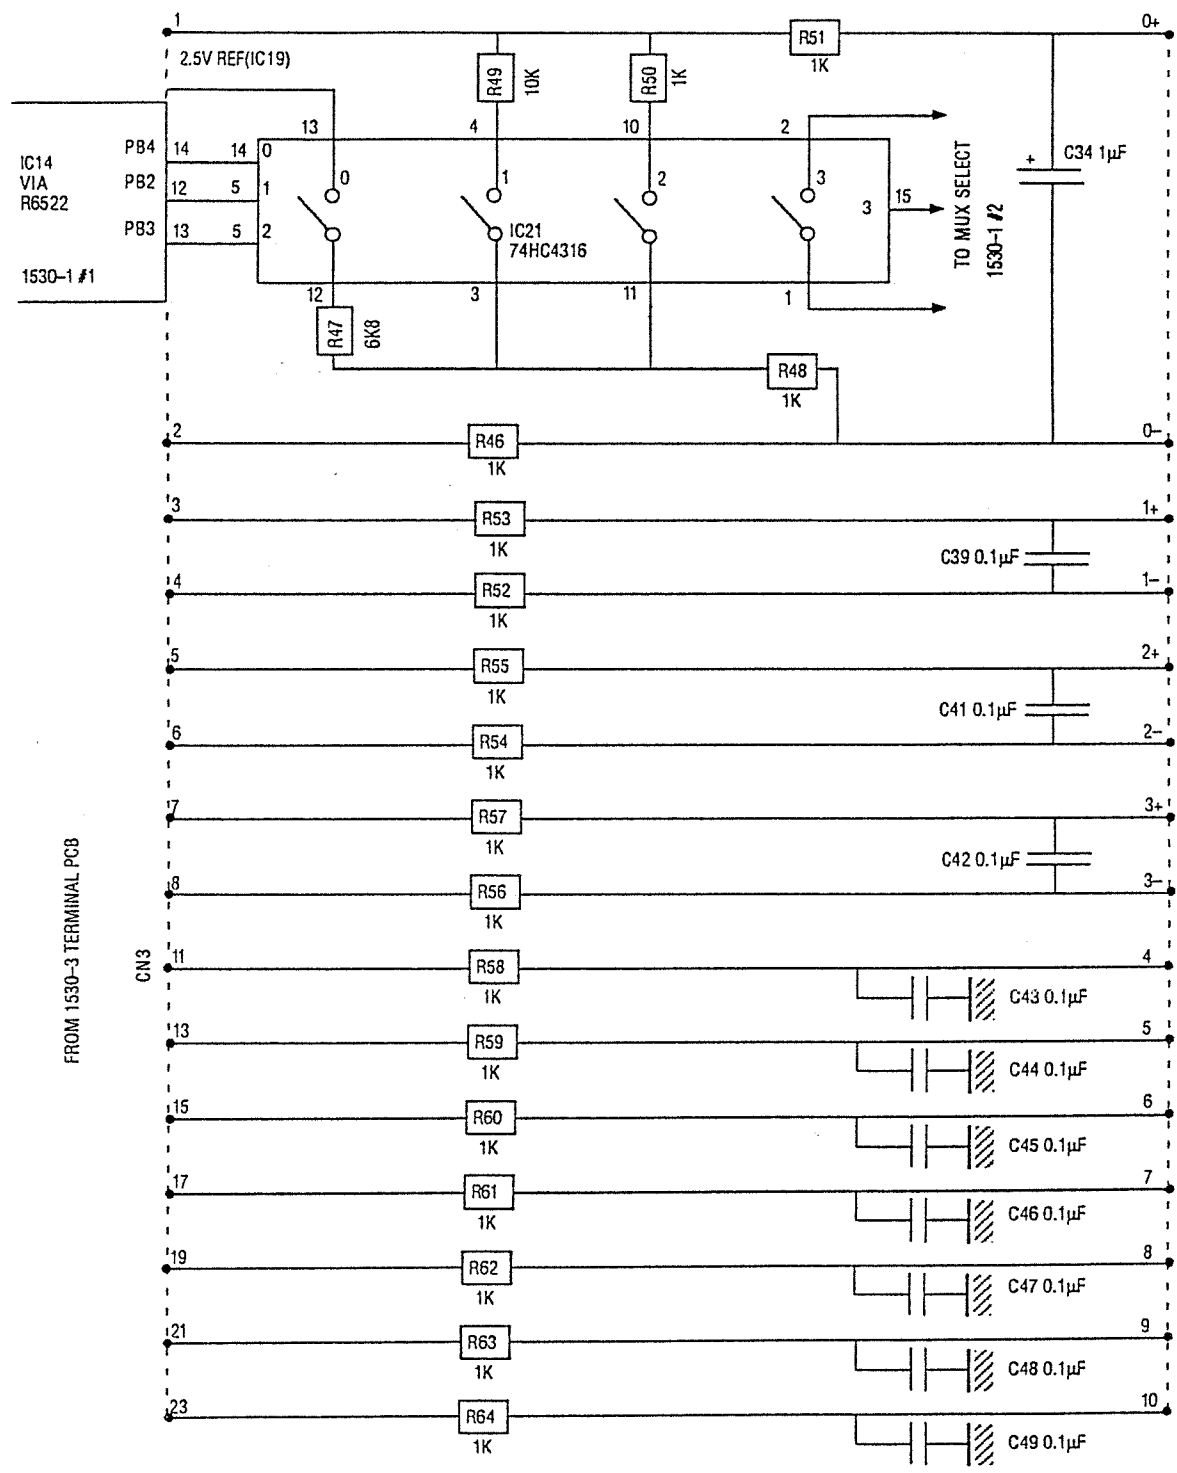 1
0+
R51
1K
2.5V REF(IC19)
R49
10K
R50
1K
13
4
10
2
C34 1µF
+
IC14
VIA
R6522
PB4
14
14
0
PB2
12
5
1
PB3
13
5
2
1530-1 #1
0
1
2
3
3
15
IC21
74HC4316
TO MUX SELECT
1530-1 #2
12
3
11
1
R47
6K8
R48
1K
2
R46
1K
0-
3
R53
1K
1+
C39 0.1µF
4
R52
1K
1-
5
R55
1K
2+
C41 0.1µF
6
R54
1K
2-
7
R57
1K
3+
C42 0.1µF
8
R56
1K
3-
FROM 1530-3 TERMINAL PCB
CN3
11
R58
1K
4
C43 0.1µF
13
R59
1K
5
C44 0.1µF
15
R60
1K
6
C45 0.1µF
17
R61
1K
7
C46 0.1µF
19
R62
1K
8
C47 0.1µF
21
R63
1K
9
C48 0.1µF
23
R64
1K
10
C49 0.1µF